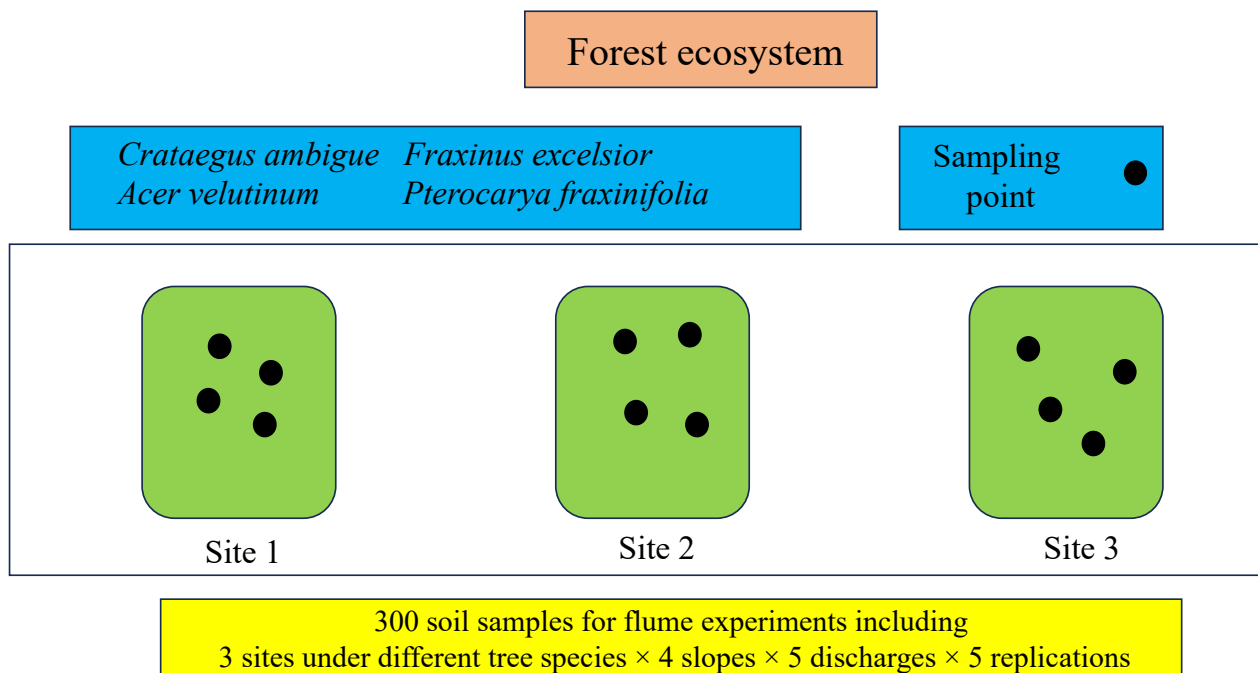 Forest ecosystem
Crataegus ambigue Fraxinus excelsior
Acer velutinum Pterocarya fraxinifolia
Sampling
point
Site 1
Site 2
Site 3
300 soil samples for flume experiments including
3 sites under different tree species × 4 slopes × 5 discharges × 5 replications